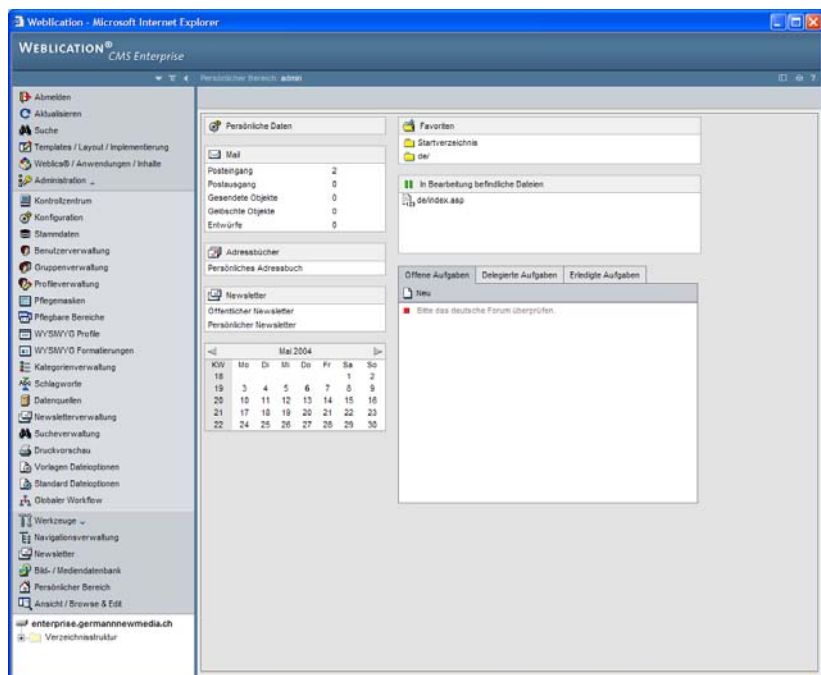 Weblication - Microsoft Internet Explorer
WEBLICATION®
CMS Enterprise
Persönlicher Bereich: admin
Abmelden
Aktualisieren
Suche
Templates / Layout / Implementierung
Weblics® / Anwendungen / Inhalte
Administration
Kontrollzentrum
Konfiguration
Stammdaten
Benutzerverwaltung
Gruppenverwaltung
Profileverwaltung
Pflegemasken
Pflegbare Bereiche
WYSIWYG Profile
WYSIWYG Formatierungen
Kategorienverwaltung
Schlagworte
Datenquellen
Newsletterverwaltung
Sucheverwaltung
Druckvorschau
Vorlagen Dateioptionen
Standard Dateioptionen
Globaler Workflow
Werkzeuge
Navigationsverwaltung
Newsletter
Bild- / Mediendatenbank
Persönlicher Bereich
Ansicht / Browse & Edit
enterprise.germannnewmedia.ch
Verzeichnisstruktur
Persönliche Daten
Mail
Posteingang 2
Postausgang 0
Gesendete Objekte 0
Gelöschte Objekte 0
Entwürfe 0
Adressbücher
Persönliches Adressbuch
Newsletter
Öffentlicher Newsletter
Persönlicher Newsletter
Mai 2004
KW Mo Di Mi Do Fr Sa So
18 1 2
19 3 4 5 6 7 8 9
20 10 11 12 13 14 15 16
21 17 18 19 20 21 22 23
22 24 25 26 27 28 29 30
Favoriten
Startverzeichnis
de/
In Bearbeitung befindliche Dateien
de/index.asp
Offene Aufgaben Delegierte Aufgaben Erledigte Aufgaben
Neu
Bitte das deutsche Forum überprüfen.